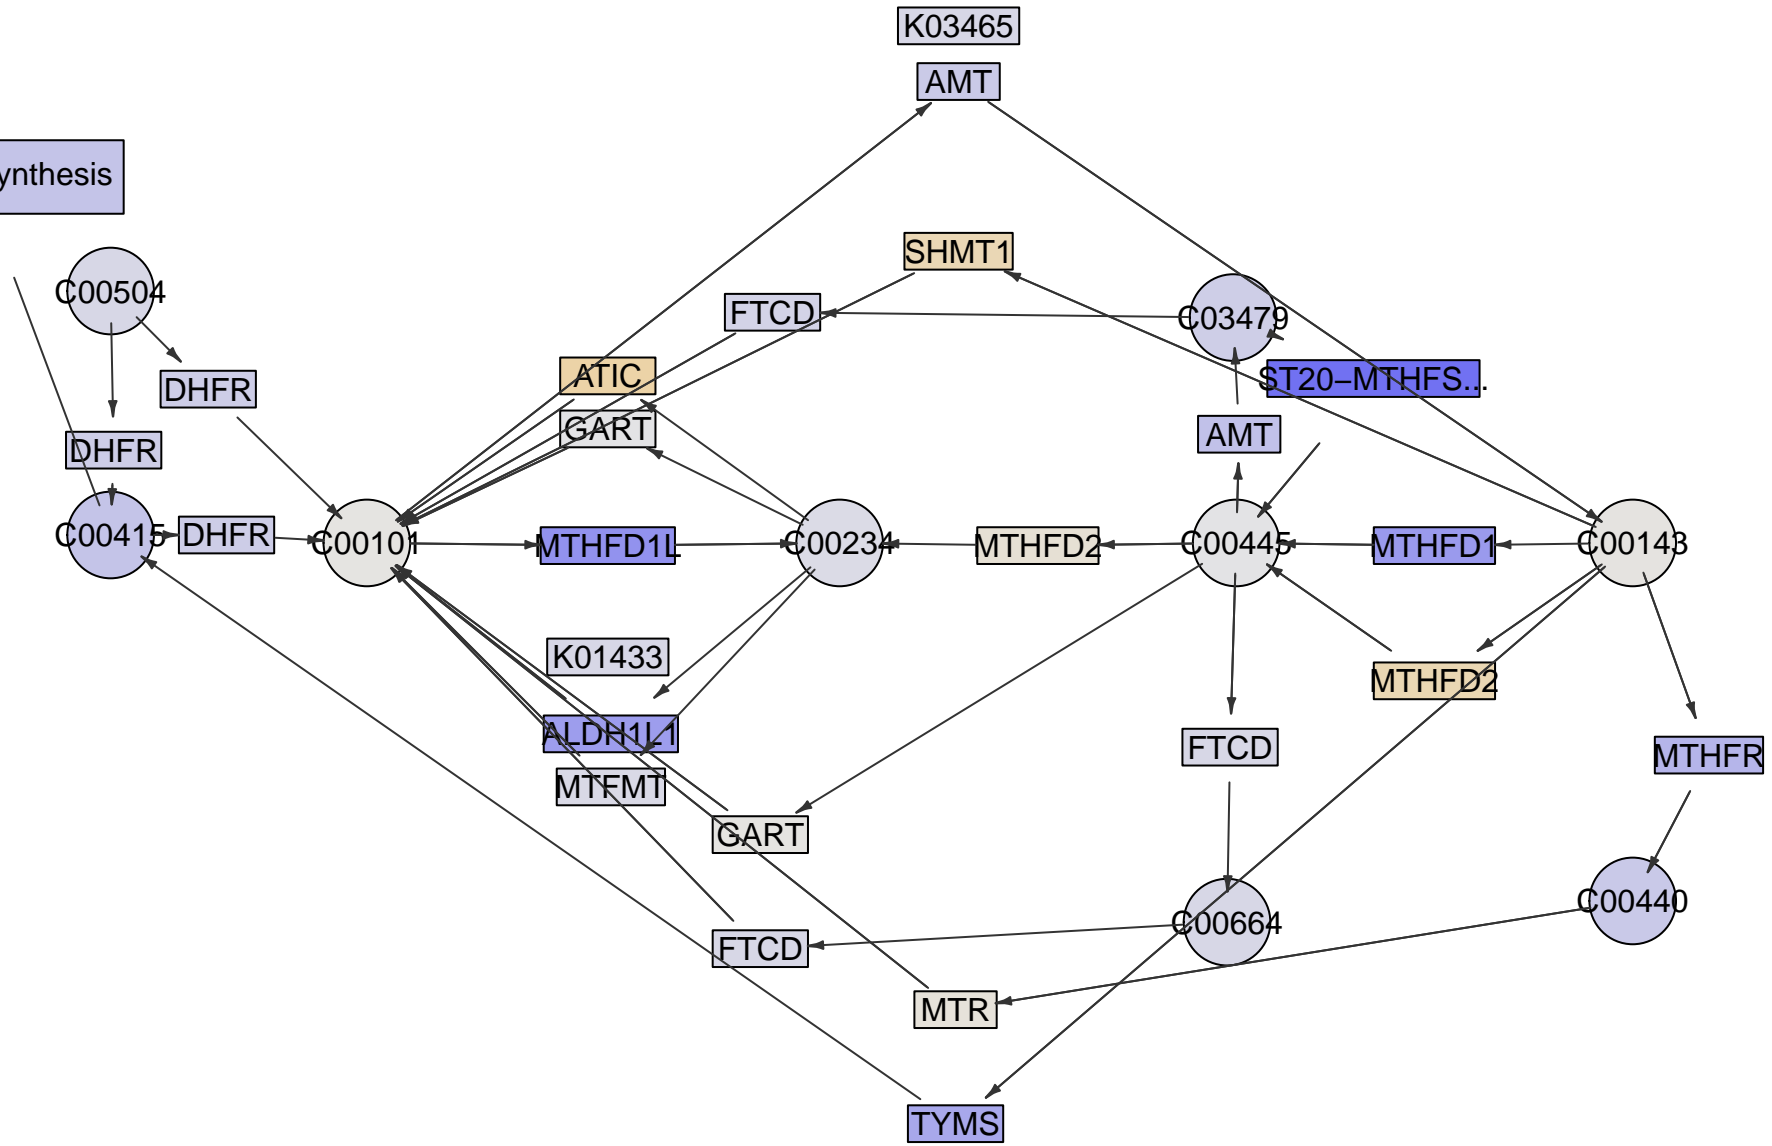 K03465
AMT
ynthesis
SHMT1
C00504
FTCD
C03479
ATIC
ST20−MTHFS...
DHFR
GART
AMT
DHFR
C00415
DHFR
C00101
MTHFD1L
C00234
MTHFD2
C00445
MTHFD1
C00143
K01433
MTHFD2
ALDH1L1
FTCD
MTHFR
MTFMT
GART
C00440
C00664
FTCD
MTR
TYMS